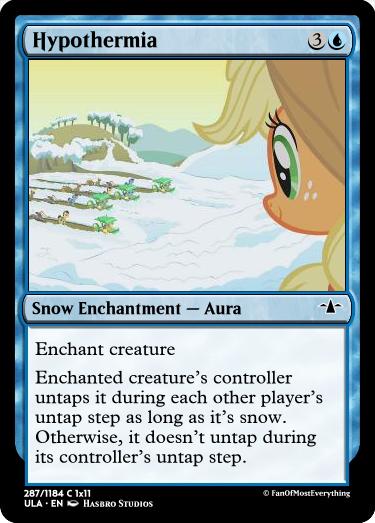 Hypothermia 3
Snow Enchantment — Aura
Enchant creature
Enchanted creature's controller
untaps it during each other player's
untap step as long as it's snow.
Otherwise, it doesn't untap during
its controller's untap step.
287/1184 C 1x11
ULA • EN Hasbro Studios
© FanOfMostEverything